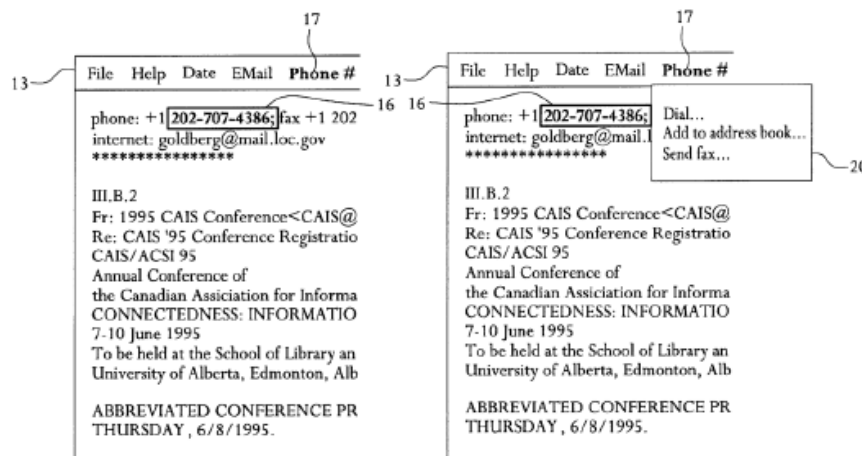 17
13
File Help Date EMail Phone #
phone: +1 202-707-4386; fax +1 202
16
internet: goldberg@mail.loc.gov
****************
III.B.2
Fr: 1995 CAIS Conference<CAIS@
Re: CAIS '95 Conference Registratio
CAIS/ACSI 95
Annual Conference of
the Canadian Assiciation for Informa
CONNECTEDNESS: INFORMATIO
7-10 June 1995
To be held at the School of Library an
University of Alberta, Edmonton, Alb
ABBREVIATED CONFERENCE PR
THURSDAY, 6/8/1995.
17
13
File Help Date EMail Phone #
16
phone: +1 202-707-4386;
internet: goldberg@mail.l
****************
Dial...
Add to address book...
Send fax...
20
III.B.2
Fr: 1995 CAIS Conference<CAIS@
Re: CAIS '95 Conference Registratio
CAIS/ACSI 95
Annual Conference of
the Canadian Assiciation for Informa
CONNECTEDNESS: INFORMATIO
7-10 June 1995
To be held at the School of Library an
University of Alberta, Edmonton, Alb
ABBREVIATED CONFERENCE PR
THURSDAY, 6/8/1995.